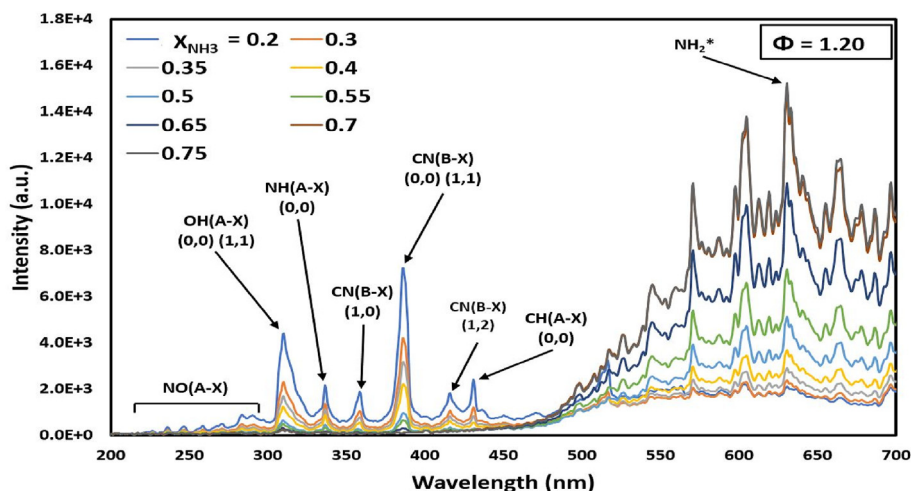 1.8E+4
1.6E+4
1.4E+4
1.2E+4
1.0E+4
8.0E+3
6.0E+3
4.0E+3
2.0E+3
0.0E+0
Intensity (a.u.)
XNH3 = 0.2
0.3
0.35
0.4
0.5
0.55
0.65
0.7
0.75
NH2*
Φ = 1.20
CN(B-X)
(0,0) (1,1)
NH(A-X)
(0,0)
OH(A-X)
(0,0) (1,1)
CN(B-X)
(1,0)
CN(B-X)
(1,2)
CH(A-X)
(0,0)
NO(A-X)
200
250
300
350
400
450
500
550
600
650
700
Wavelength (nm)